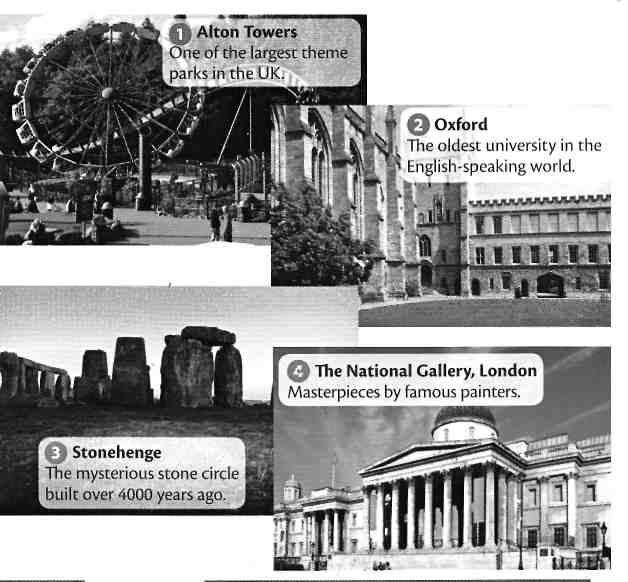 1 Alton Towers
One of the largest theme
parks in the UK.
2 Oxford
The oldest university in the
English-speaking world.
3 Stonehenge
The mysterious stone circle
built over 4000 years ago.
4 The National Gallery, London
Masterpieces by famous painters.